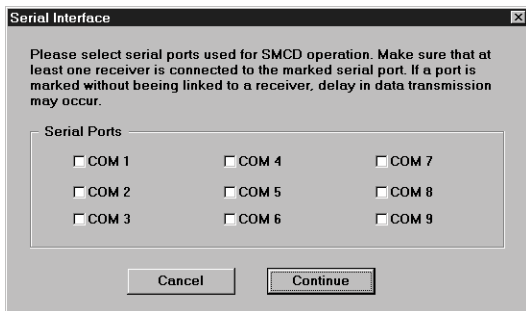 Serial Interface
Please select serial ports used for SMCD operation. Make sure that at
least one receiver is connected to the marked serial port. If a port is
marked without beeing linked to a receiver, delay in data transmission
may occur.
Serial Ports
COM 1 COM 4 COM 7
COM 2 COM 5 COM 8
COM 3 COM 6 COM 9
Cancel Continue